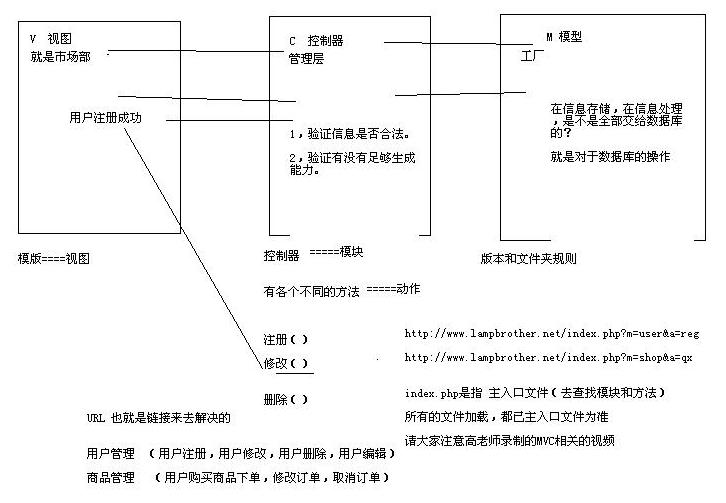 V 视图
就是市场部
用户注册成功
C 控制器
管理层
1，验证信息是否合法。
2，验证有没有足够生成
能力。
M 模型
工厂
在信息存储，在信息处理
，是不是全部交给数据库
的？
就是对于数据库的操作
模版====视图
控制器 =====模块
版本和文件夹规则
有各个不同的方法 =====动作
注册( )
http://www.lampbrother.net/index.php?m=user&a=reg
修改( )
http://www.lampbrother.net/index.php?m=shop&a=qx
删除( )
index.php是指 主入口文件(去查找模块和方法)
URL 也就是链接来去解决的
所有的文件加载，都已主入口文件为准
请大家注意高老师录制的MVC相关的视频
用户管理 (用户注册，用户修改，用户删除，用户编辑)
商品管理 (用户购买商品下单，修改订单，取消订单)